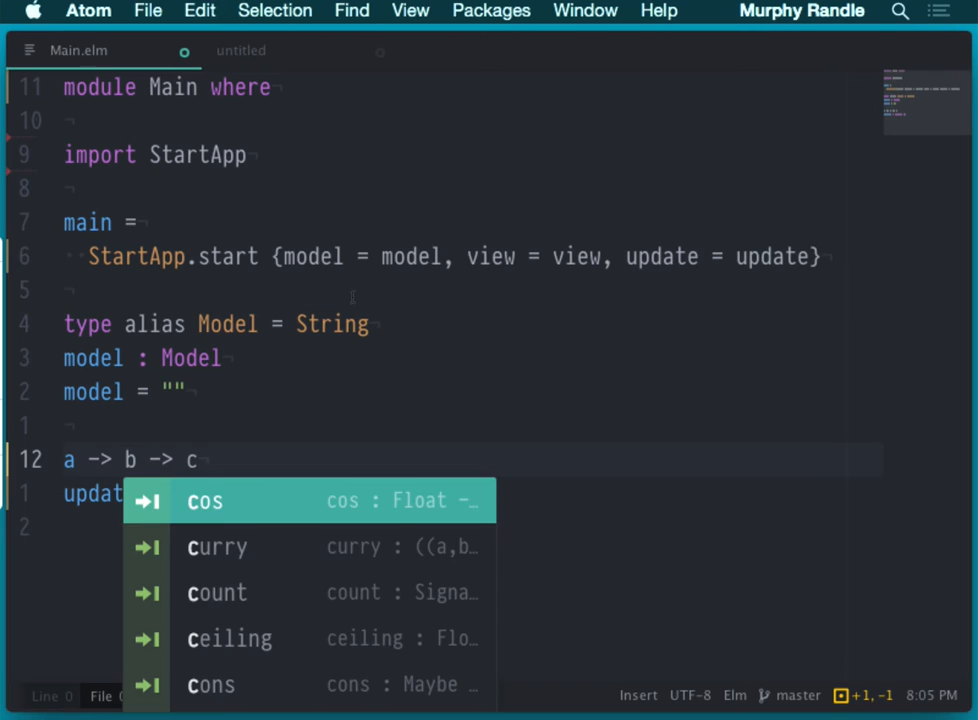 Atom File Edit Selection Find View Packages Window Help Murphy Randle
Main.elm untitled
11 module Main where
10
9 import StartApp
8
7 main =
6 StartApp.start {model = model, view = view, update = update}
5
4 type alias Model = String
3 model : Model
2 model = ""
1
12 a -> b -> c
1 updat
2
cos cos : Float -…
curry curry : ((a,b…
count count : Signa…
ceiling ceiling : Flo…
cons cons : Maybe …
Line 0 File Insert UTF-8 Elm master +1, -1 8:05 PM